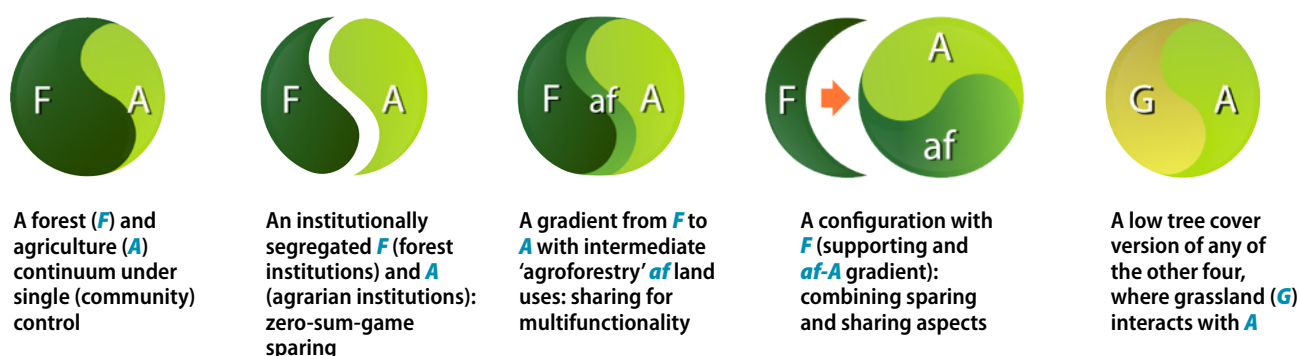 F A
F A
F af A
F A
af
G A
A forest (F) and
agriculture (A)
continuum under
single (community)
control
An institutionally
segregated F (forest
institutions) and A
(agrarian institutions):
zero-sum-game
sparing
A gradient from F to
A with intermediate
'agroforestry' af land
uses: sharing for
multifunctionality
A configuration with
F (supporting and
af-A gradient):
combining sparing
and sharing aspects
A low tree cover
version of any of
the other four,
where grassland (G)
interacts with A